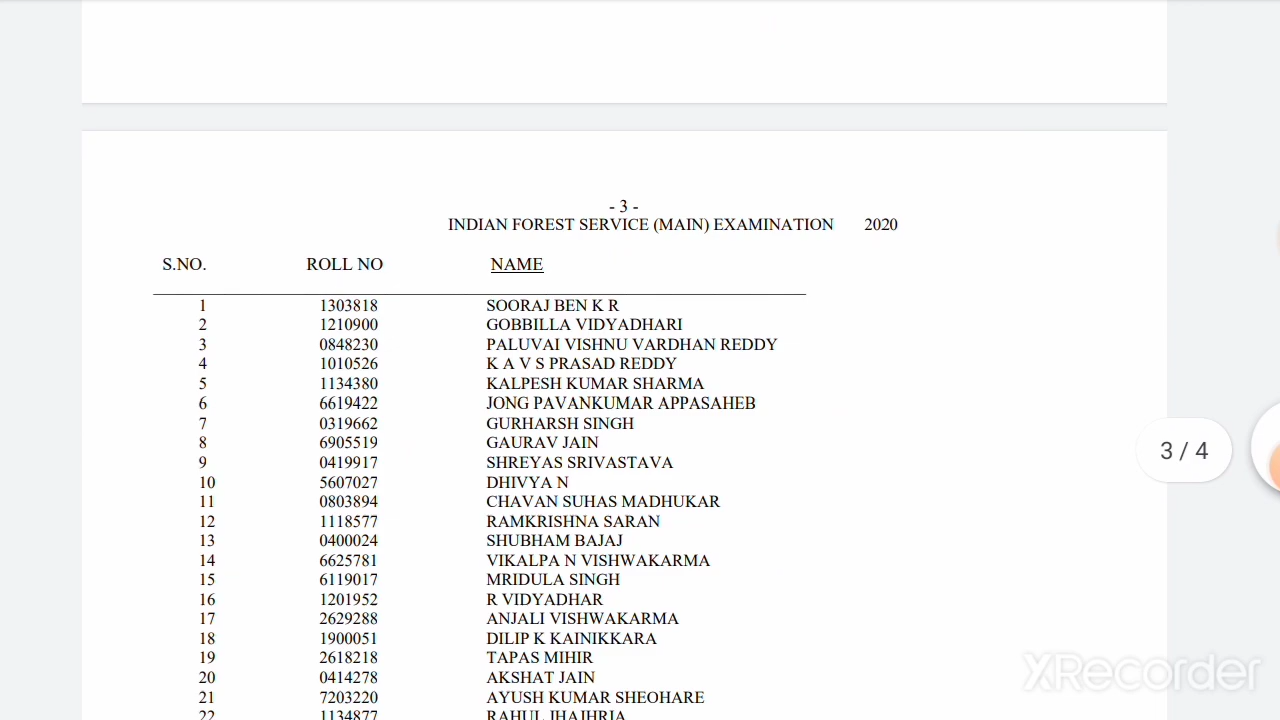 - 3 -
INDIAN FOREST SERVICE (MAIN) EXAMINATION 2020
S.NO. ROLL NO NAME
1 1303818 SOORAJ BEN K R
2 1210900 GOBBILLA VIDYADHARI
3 0848230 PALUVAI VISHNU VARDHAN REDDY
4 1010526 K A V S PRASAD REDDY
5 1134380 KALPESH KUMAR SHARMA
6 6619422 JONG PAVANKUMAR APPASAHEB
7 0319662 GURHARSH SINGH
8 6905519 GAURAV JAIN
9 0419917 SHREYAS SRIVASTAVA
10 5607027 DHIVYA N
11 0803894 CHAVAN SUHAS MADHUKAR
12 1118577 RAMKRISHNA SARAN
13 0400024 SHUBHAM BAJAJ
14 6625781 VIKALPA N VISHWAKARMA
15 6119017 MRIDULA SINGH
16 1201952 R VIDYADHAR
17 2629288 ANJALI VISHWAKARMA
18 1900051 DILIP K KAINIKKARA
19 2618218 TAPAS MIHIR
20 0414278 AKSHAT JAIN
21 7203220 AYUSH KUMAR SHEOHARE
22 1134877 RAHUL JHAJHRIA
3 / 4
XRecorder